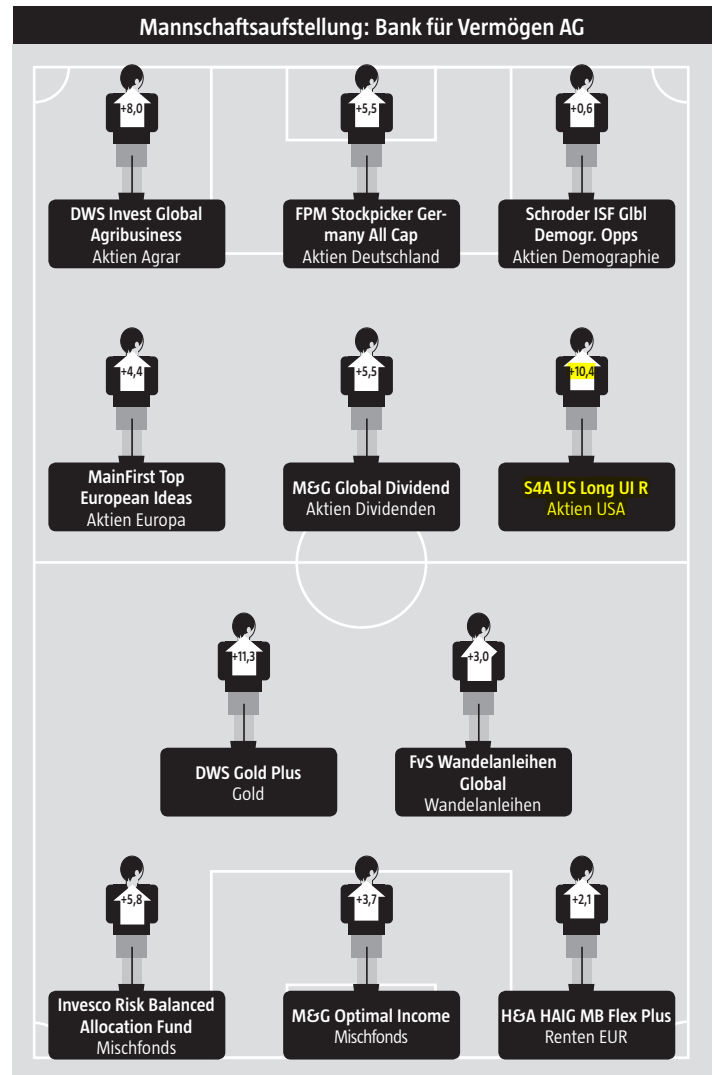 Mannschaftsaufstellung: Bank für Vermögen AG
+8,0
+5,5
+0,6
DWS Invest Global
Agribusiness
Aktien Agrar
FPM Stockpicker Ger-
many All Cap
Aktien Deutschland
Schroder ISF Glbl
Demogr. Opps
Aktien Demographie
+4,4
+5,5
+10,4
MainFirst Top
European Ideas
Aktien Europa
M&G Global Dividend
Aktien Dividenden
S4A US Long UI R
Aktien USA
+11,3
+3,0
DWS Gold Plus
Gold
FvS Wandelanleihen
Global
Wandelanleihen
+5,8
+3,7
+2,1
Invesco Risk Balanced
Allocation Fund
Mischfonds
M&G Optimal Income
Mischfonds
H&A HAIG MB Flex Plus
Renten EUR